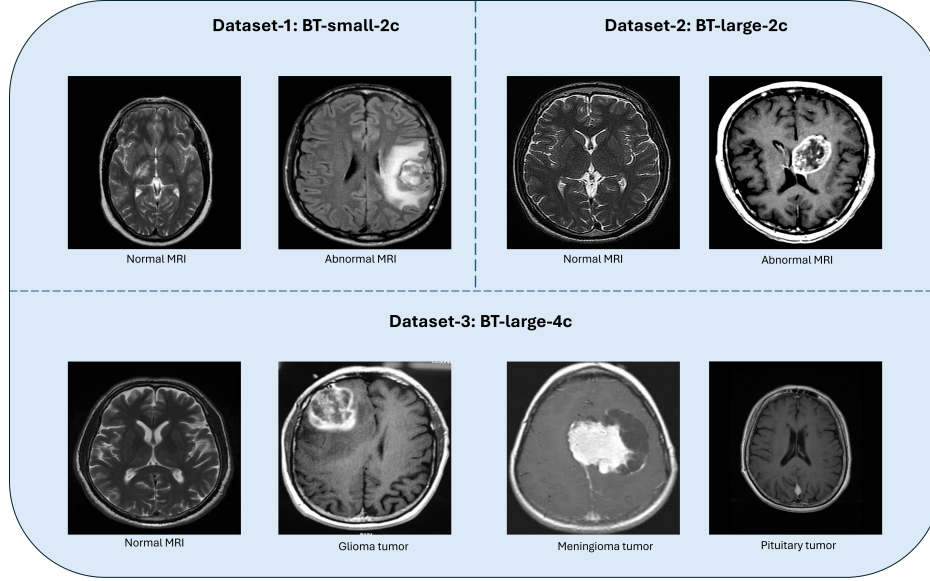 Dataset-1: BT-small-2c
Dataset-2: BT-large-2c
Normal MRI
Abnormal MRI
Normal MRI
Abnormal MRI
Dataset-3: BT-large-4c
Normal MRI
Glioma tumor
Meningioma tumor
Pituitary tumor